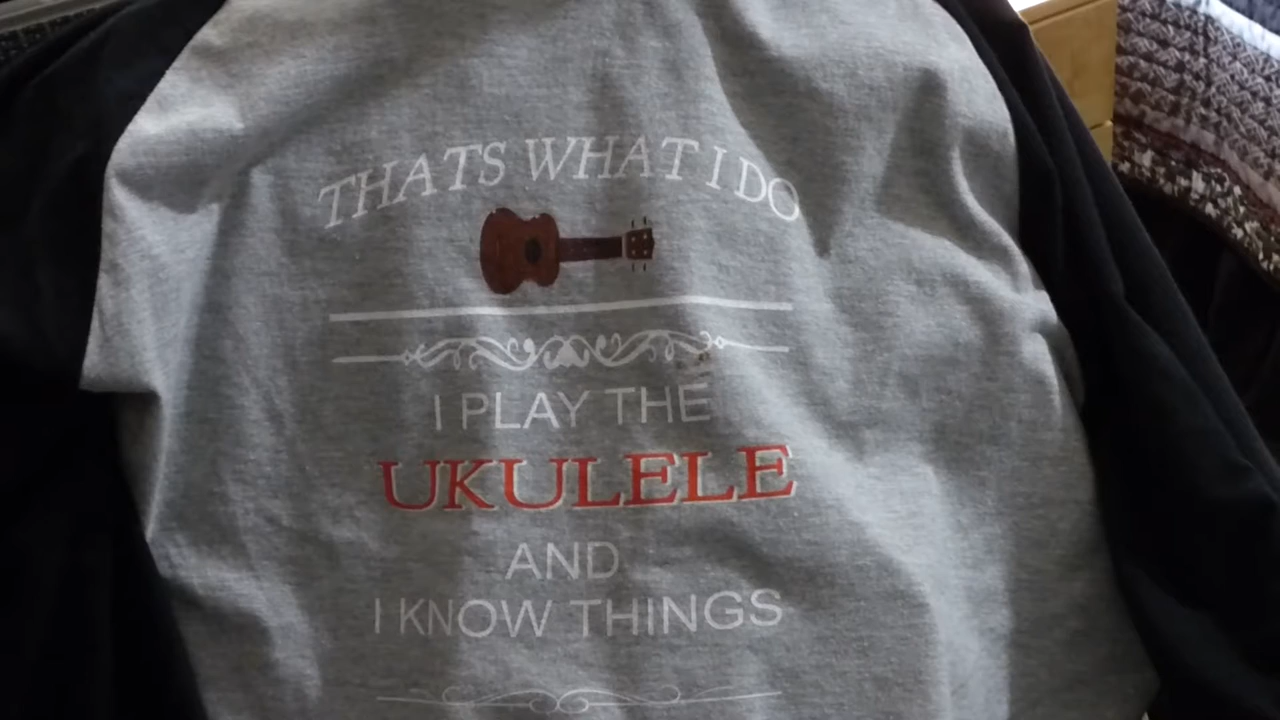 THATS WHAT I DO
I PLAY THE
UKULELE
AND
I KNOW THINGS